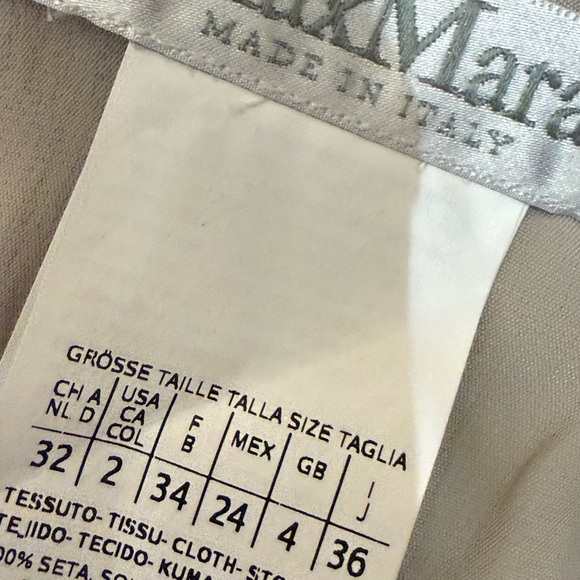 MaxMara
MADE IN ITALY
GRÖSSE TAILLE TALLA SIZE TAGLIA
CH A NL D USA CA COL F B MEX GB I J
32 2 34 24 4 36
TESSUTO- TISSU- CLOTH-
TEJIDO- TECIDO-
SETA,